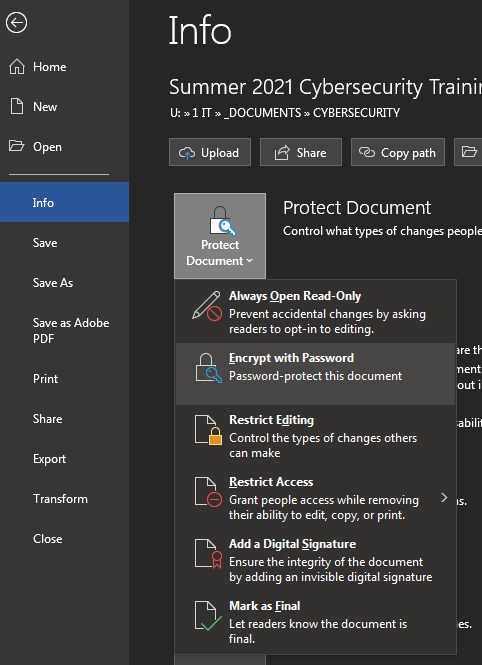 Info
Home
New
Open
Info
Save
Save As
Save as Adobe
PDF
Print
Share
Export
Transform
Close
Summer 2021 Cybersecurity
U: » 1 IT » _DOCUMENTS » CYBERSECURITY
Upload
Share
Copy path
Protect
Document
Protect Document
Control what types of changes people
Always Open Read-Only
Prevent accidental changes by asking
readers to opt-in to editing.
Encrypt with Password
Password-protect this document
Restrict Editing
Control the types of changes others
can make
Restrict Access
Grant people access while removing
their ability to edit, copy, or print.
Add a Digital Signature
Ensure the integrity of the document
by adding an invisible digital signature
Mark as Final
Let readers know the document is
final.